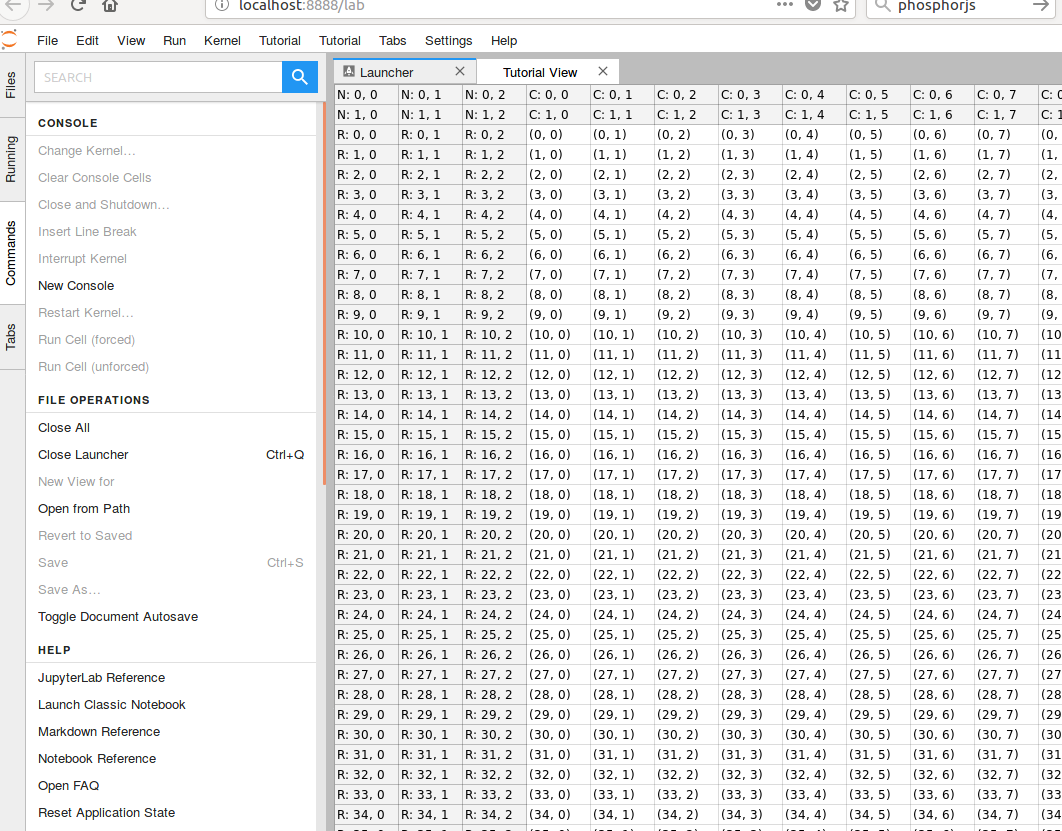 localhost:8888/lab
phosphorjs
File Edit View Run Kernel Tutorial Tutorial Tabs Settings Help
Files
Running
Commands
Tabs
SEARCH
CONSOLE
Change Kernel…
Clear Console Cells
Close and Shutdown…
Insert Line Break
Interrupt Kernel
New Console
Restart Kernel…
Run Cell (forced)
Run Cell (unforced)
FILE OPERATIONS
Close All
Close Launcher Ctrl+Q
New View for
Open from Path
Revert to Saved
Save Ctrl+S
Save As…
Toggle Document Autosave
HELP
JupyterLab Reference
Launch Classic Notebook
Markdown Reference
Notebook Reference
Open FAQ
Reset Application State
Launcher
Tutorial View
N: 0, 0 N: 0, 1 N: 0, 2 C: 0, 0 C: 0, 1 C: 0, 2 C: 0, 3 C: 0, 4 C: 0, 5 C: 0, 6 C: 0, 7 C: 0
N: 1, 0 N: 1, 1 N: 1, 2 C: 1, 0 C: 1, 1 C: 1, 2 C: 1, 3 C: 1, 4 C: 1, 5 C: 1, 6 C: 1, 7 C: 1
R: 0, 0 R: 0, 1 R: 0, 2 (0, 0) (0, 1) (0, 2) (0, 3) (0, 4) (0, 5) (0, 6) (0, 7) (0,
R: 1, 0 R: 1, 1 R: 1, 2 (1, 0) (1, 1) (1, 2) (1, 3) (1, 4) (1, 5) (1, 6) (1, 7) (1,
R: 2, 0 R: 2, 1 R: 2, 2 (2, 0) (2, 1) (2, 2) (2, 3) (2, 4) (2, 5) (2, 6) (2, 7) (2,
R: 3, 0 R: 3, 1 R: 3, 2 (3, 0) (3, 1) (3, 2) (3, 3) (3, 4) (3, 5) (3, 6) (3, 7) (3,
R: 4, 0 R: 4, 1 R: 4, 2 (4, 0) (4, 1) (4, 2) (4, 3) (4, 4) (4, 5) (4, 6) (4, 7) (4,
R: 5, 0 R: 5, 1 R: 5, 2 (5, 0) (5, 1) (5, 2) (5, 3) (5, 4) (5, 5) (5, 6) (5, 7) (5,
R: 6, 0 R: 6, 1 R: 6, 2 (6, 0) (6, 1) (6, 2) (6, 3) (6, 4) (6, 5) (6, 6) (6, 7) (6,
R: 7, 0 R: 7, 1 R: 7, 2 (7, 0) (7, 1) (7, 2) (7, 3) (7, 4) (7, 5) (7, 6) (7, 7) (7,
R: 8, 0 R: 8, 1 R: 8, 2 (8, 0) (8, 1) (8, 2) (8, 3) (8, 4) (8, 5) (8, 6) (8, 7) (8,
R: 9, 0 R: 9, 1 R: 9, 2 (9, 0) (9, 1) (9, 2) (9, 3) (9, 4) (9, 5) (9, 6) (9, 7) (9,
R: 10, 0 R: 10, 1 R: 10, 2 (10, 0) (10, 1) (10, 2) (10, 3) (10, 4) (10, 5) (10, 6) (10, 7) (10
R: 11, 0 R: 11, 1 R: 11, 2 (11, 0) (11, 1) (11, 2) (11, 3) (11, 4) (11, 5) (11, 6) (11, 7) (11
R: 12, 0 R: 12, 1 R: 12, 2 (12, 0) (12, 1) (12, 2) (12, 3) (12, 4) (12, 5) (12, 6) (12, 7) (12
R: 13, 0 R: 13, 1 R: 13, 2 (13, 0) (13, 1) (13, 2) (13, 3) (13, 4) (13, 5) (13, 6) (13, 7) (13
R: 14, 0 R: 14, 1 R: 14, 2 (14, 0) (14, 1) (14, 2) (14, 3) (14, 4) (14, 5) (14, 6) (14, 7) (14
R: 15, 0 R: 15, 1 R: 15, 2 (15, 0) (15, 1) (15, 2) (15, 3) (15, 4) (15, 5) (15, 6) (15, 7) (15
R: 16, 0 R: 16, 1 R: 16, 2 (16, 0) (16, 1) (16, 2) (16, 3) (16, 4) (16, 5) (16, 6) (16, 7) (16
R: 17, 0 R: 17, 1 R: 17, 2 (17, 0) (17, 1) (17, 2) (17, 3) (17, 4) (17, 5) (17, 6) (17, 7) (17
R: 18, 0 R: 18, 1 R: 18, 2 (18, 0) (18, 1) (18, 2) (18, 3) (18, 4) (18, 5) (18, 6) (18, 7) (18
R: 19, 0 R: 19, 1 R: 19, 2 (19, 0) (19, 1) (19, 2) (19, 3) (19, 4) (19, 5) (19, 6) (19, 7) (19
R: 20, 0 R: 20, 1 R: 20, 2 (20, 0) (20, 1) (20, 2) (20, 3) (20, 4) (20, 5) (20, 6) (20, 7) (20
R: 21, 0 R: 21, 1 R: 21, 2 (21, 0) (21, 1) (21, 2) (21, 3) (21, 4) (21, 5) (21, 6) (21, 7) (21
R: 22, 0 R: 22, 1 R: 22, 2 (22, 0) (22, 1) (22, 2) (22, 3) (22, 4) (22, 5) (22, 6) (22, 7) (22
R: 23, 0 R: 23, 1 R: 23, 2 (23, 0) (23, 1) (23, 2) (23, 3) (23, 4) (23, 5) (23, 6) (23, 7) (23
R: 24, 0 R: 24, 1 R: 24, 2 (24, 0) (24, 1) (24, 2) (24, 3) (24, 4) (24, 5) (24, 6) (24, 7) (24
R: 25, 0 R: 25, 1 R: 25, 2 (25, 0) (25, 1) (25, 2) (25, 3) (25, 4) (25, 5) (25, 6) (25, 7) (25
R: 26, 0 R: 26, 1 R: 26, 2 (26, 0) (26, 1) (26, 2) (26, 3) (26, 4) (26, 5) (26, 6) (26, 7) (26
R: 27, 0 R: 27, 1 R: 27, 2 (27, 0) (27, 1) (27, 2) (27, 3) (27, 4) (27, 5) (27, 6) (27, 7) (27
R: 28, 0 R: 28, 1 R: 28, 2 (28, 0) (28, 1) (28, 2) (28, 3) (28, 4) (28, 5) (28, 6) (28, 7) (28
R: 29, 0 R: 29, 1 R: 29, 2 (29, 0) (29, 1) (29, 2) (29, 3) (29, 4) (29, 5) (29, 6) (29, 7) (29
R: 30, 0 R: 30, 1 R: 30, 2 (30, 0) (30, 1) (30, 2) (30, 3) (30, 4) (30, 5) (30, 6) (30, 7) (30
R: 31, 0 R: 31, 1 R: 31, 2 (31, 0) (31, 1) (31, 2) (31, 3) (31, 4) (31, 5) (31, 6) (31, 7) (31
R: 32, 0 R: 32, 1 R: 32, 2 (32, 0) (32, 1) (32, 2) (32, 3) (32, 4) (32, 5) (32, 6) (32, 7) (32
R: 33, 0 R: 33, 1 R: 33, 2 (33, 0) (33, 1) (33, 2) (33, 3) (33, 4) (33, 5) (33, 6) (33, 7) (33
R: 34, 0 R: 34, 1 R: 34, 2 (34, 0) (34, 1) (34, 2) (34, 3) (34, 4) (34, 5) (34, 6) (34, 7) (34